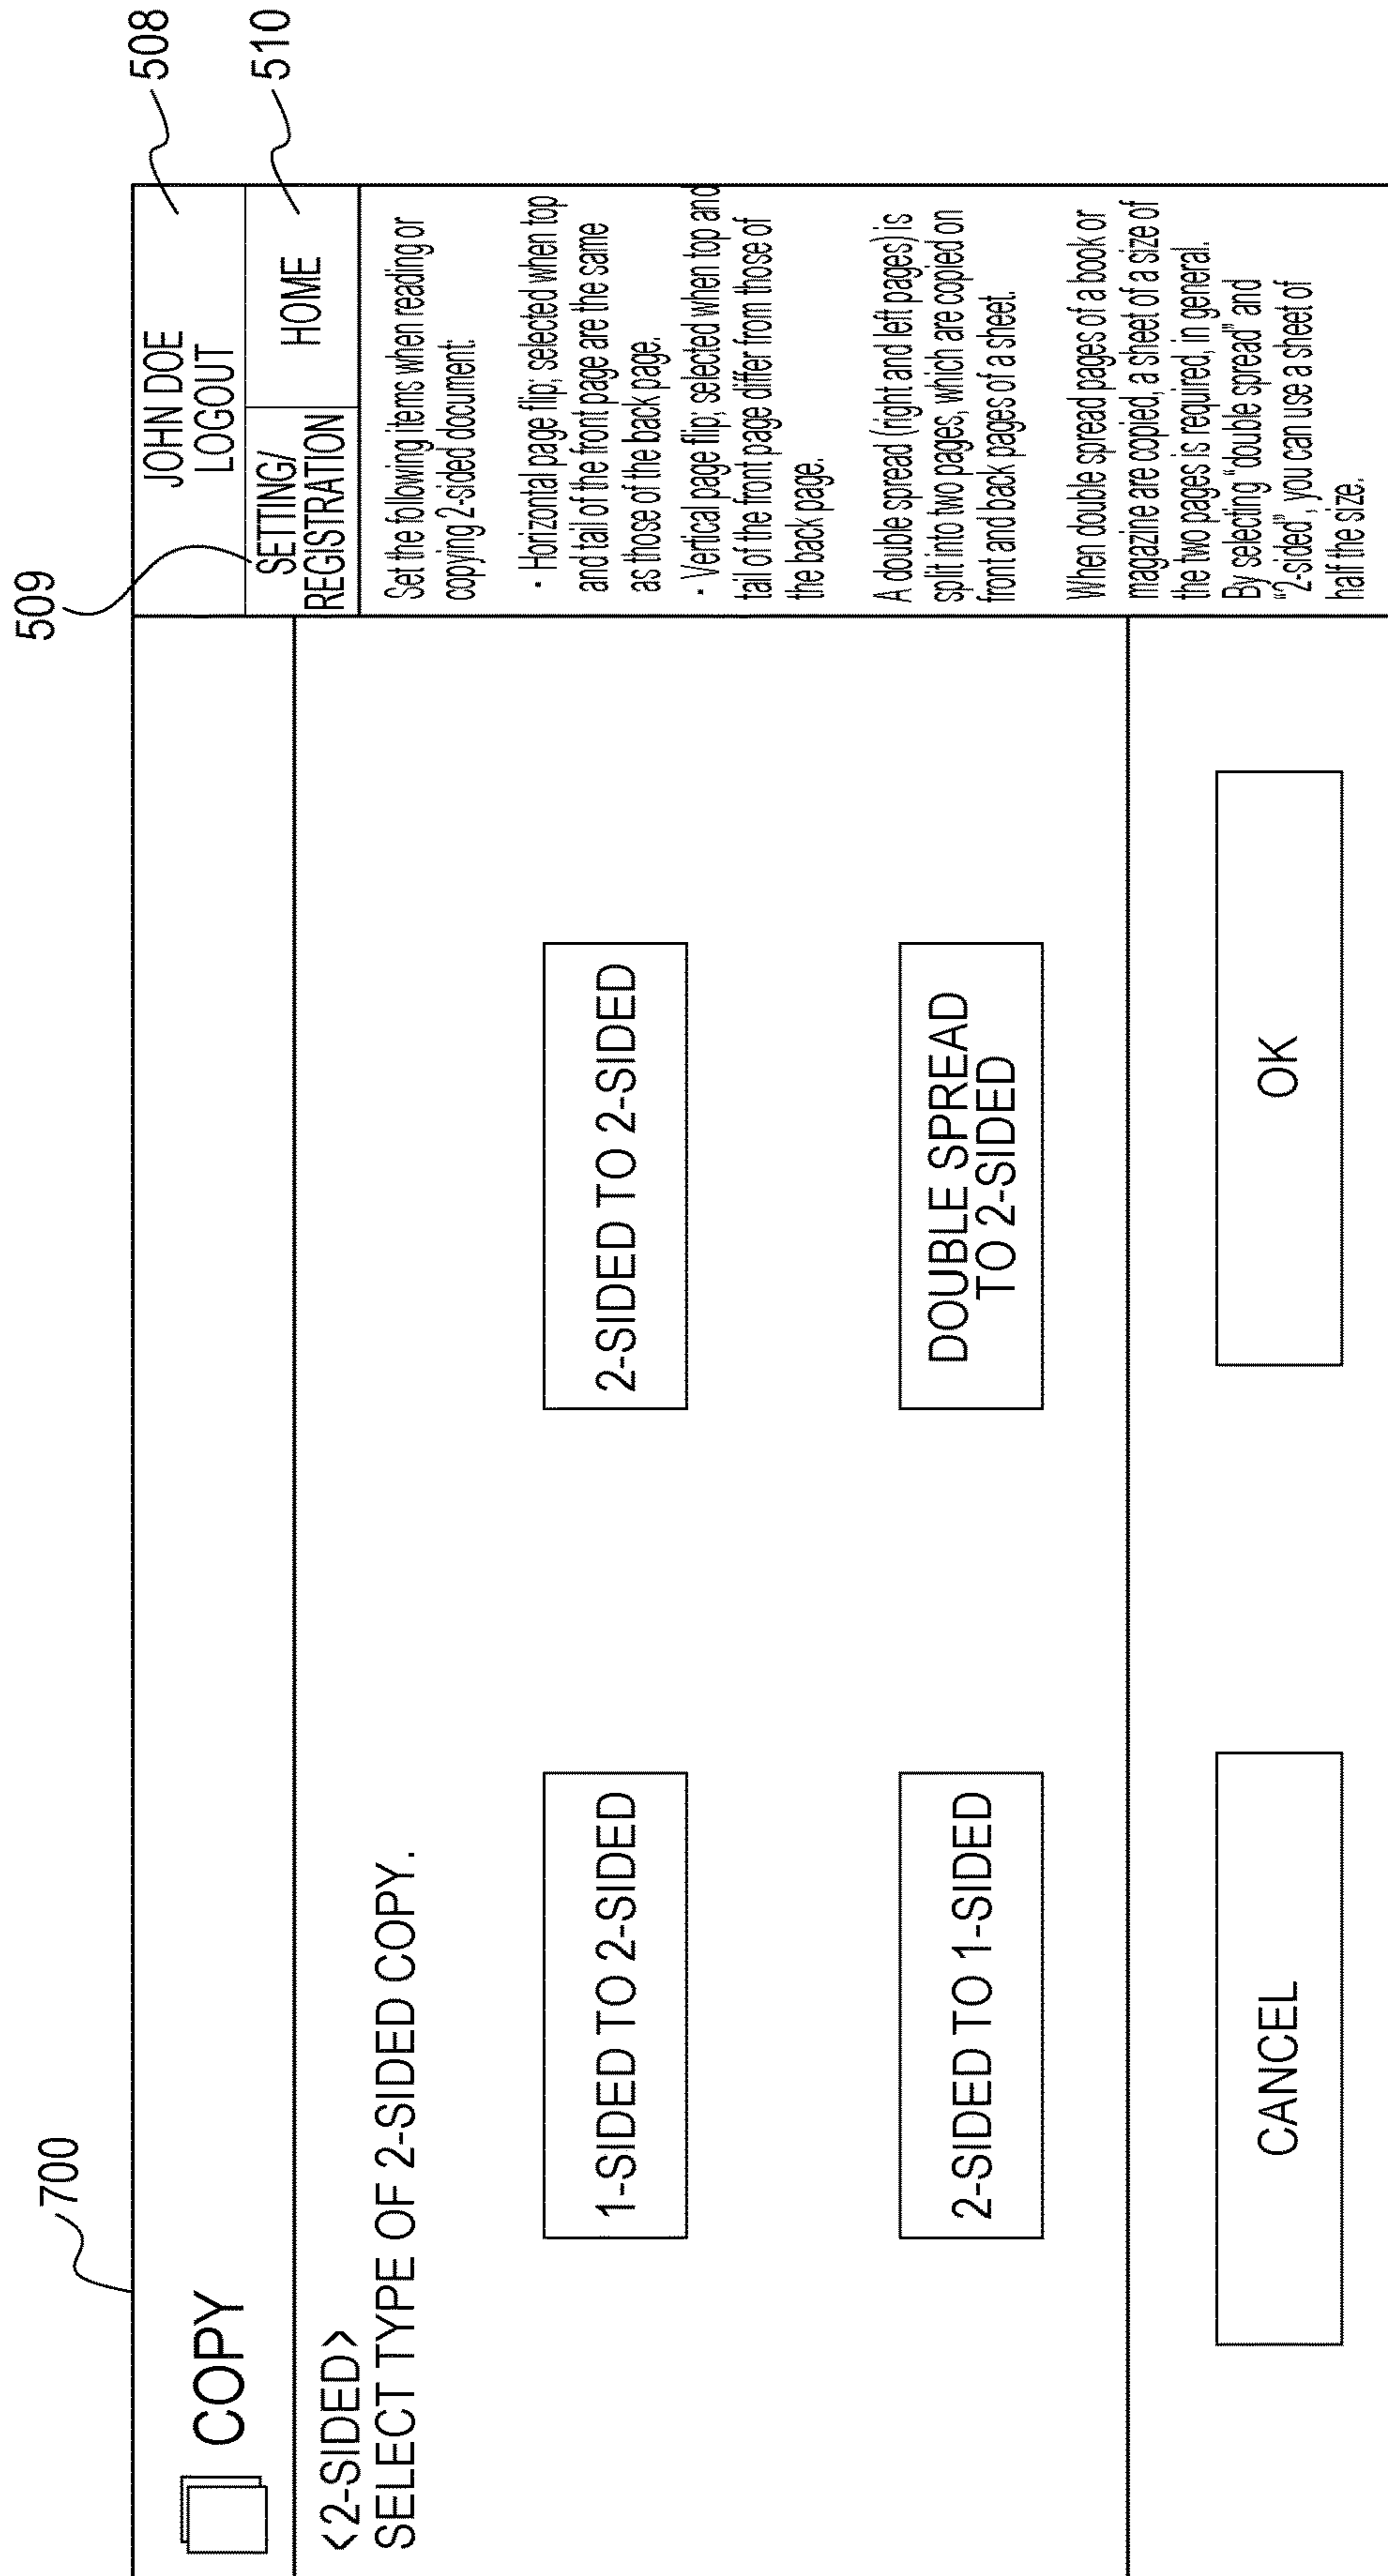 700
509
508
510
COPY
JOHN DOE
LOGOUT
SETTING/
REGISTRATION
HOME
<2-SIDED>
SELECT TYPE OF 2-SIDED COPY.
1-SIDED TO 2-SIDED
2-SIDED TO 2-SIDED
2-SIDED TO 1-SIDED
DOUBLE SPREAD
TO 2-SIDED
CANCEL
OK
Set the following items when reading or
copying 2-sided document:
· Horizontal page flip; selected when top
and tail of the front page are the same
as those of the back page.
· Vertical page flip; selected when top and
tail of the front page differ from those of
the back page.
A double spread (right and left pages) is
split into two pages, which are copied on
front and back pages of a sheet.
When double spread pages of a book or
magazine are copied, a sheet of a size of
the two pages is required, in general.
By selecting “double spread” and
“2-sided”, you can use a sheet of
half the size.